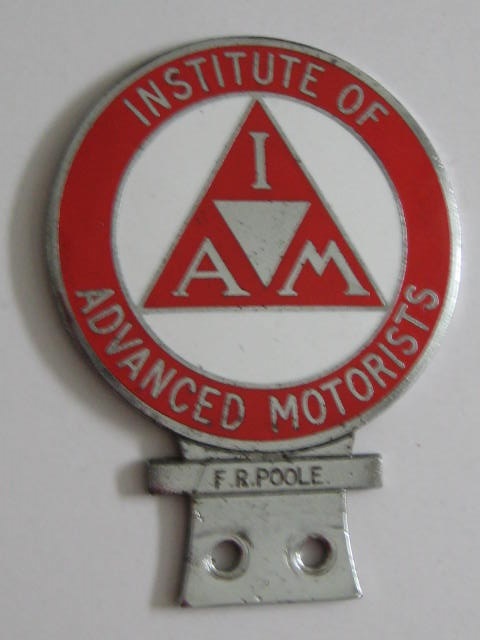 INSTITUTE OF
ADVANCED MOTORISTS
I
A M
F.R.POOLE.